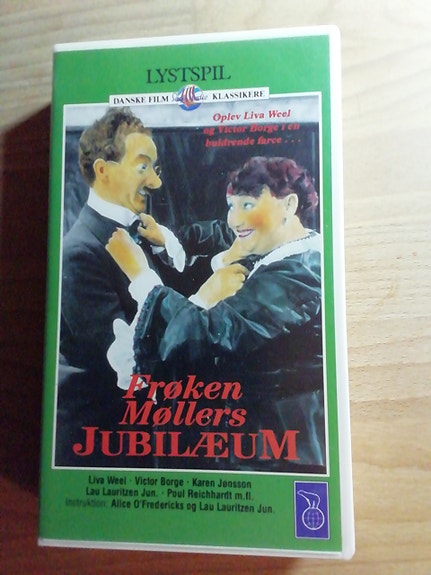 LYSTSPIL
DANSKE FILM KLASSIKERE
Oplev Liva Weel
og Victor Borge i en
buldrende farce . . .
Frøken
Møllers
JUBILÆUM
Liva Weel · Victor Borge · Karen Jønsson
Lau Lauritzen Jun. · Poul Reichhardt m.fl.
Instruktion: Alice O'Fredericks og Lau Lauritzen Jun.